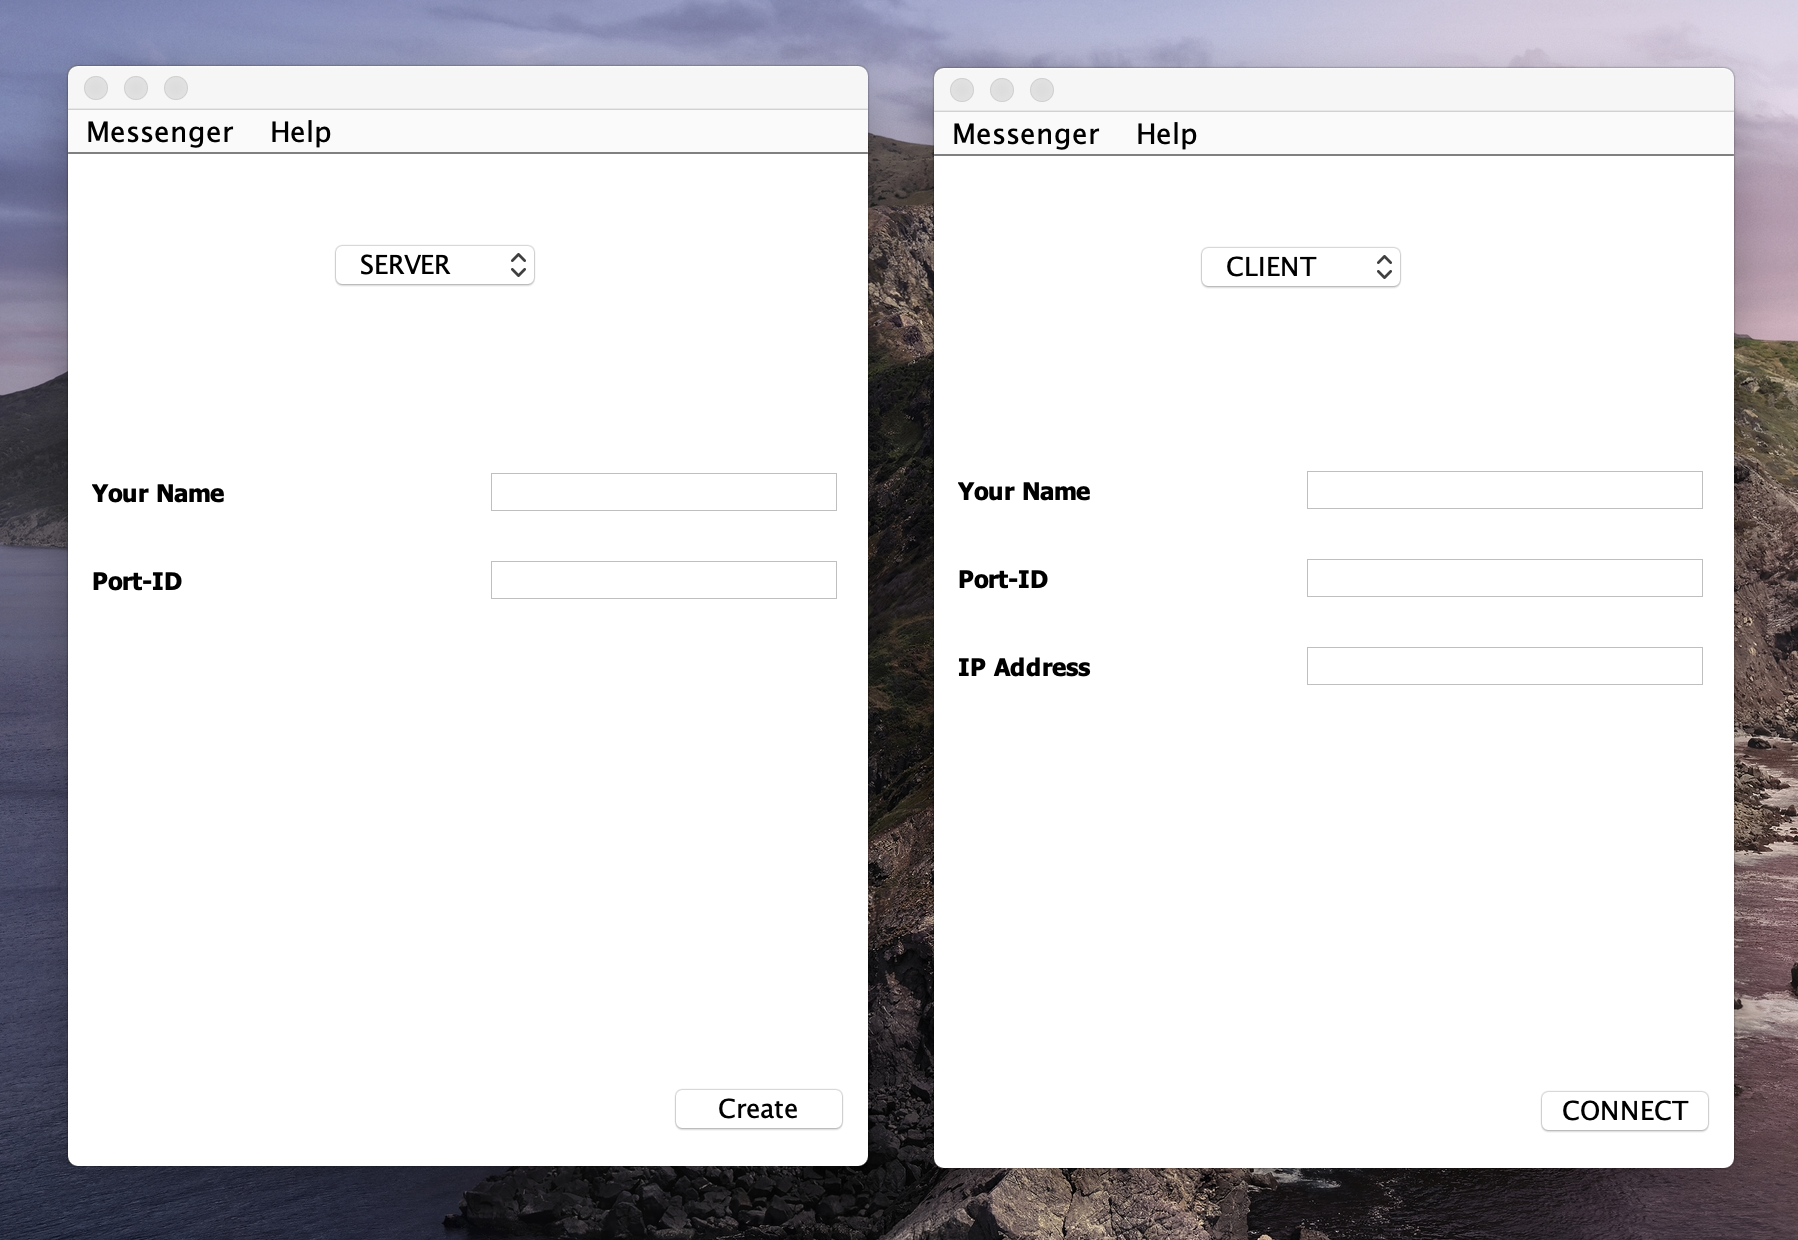 Messenger Help
SERVER
Your Name
Port-ID
Create
Messenger Help
CLIENT
Your Name
Port-ID
IP Address
CONNECT